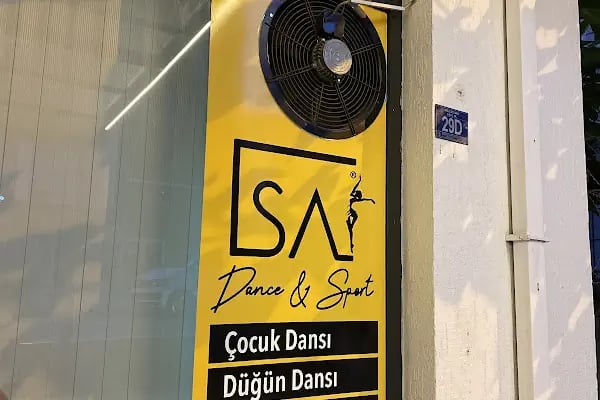 29D
SA®
Dance & Sport
Çocuk Dansı
Düğün Dansı